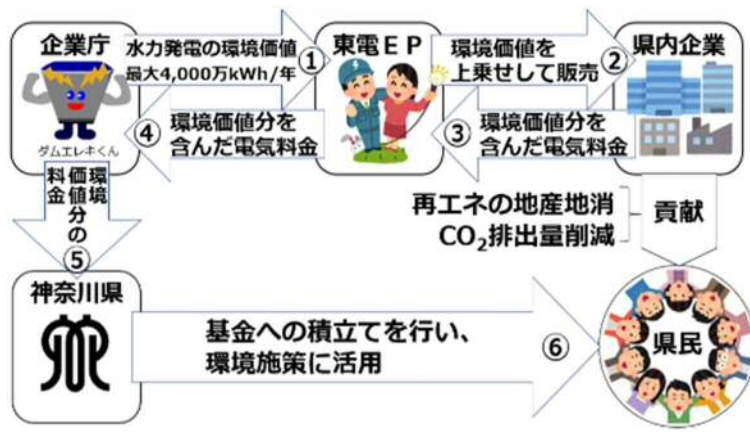 企業庁
水力発電の環境価値
最大4,000万kWh/年
①
東電EP
環境価値を
上乗せして販売
②
県内企業
④
環境価値分を
含んだ電気料金
③
環境価値分を
含んだ電気料金
ダムエレキくん
環境
価値分の
料金
⑤
再エネの地産地消
CO₂排出量削減
貢献
神奈川県
基金への積立てを行い、
環境施策に活用
⑥
県民